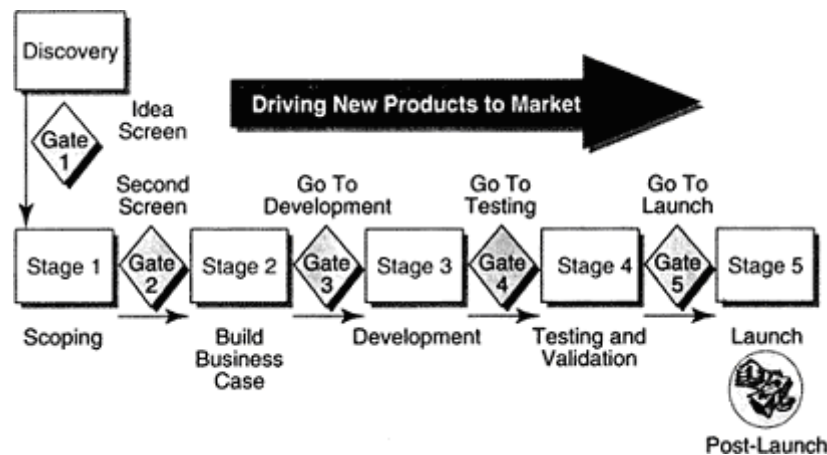 Discovery
Driving New Products to Market
Idea
Screen
Gate
1
Second
Screen
Go To
Development
Go To
Testing
Go To
Launch
Stage 1
Gate
2
Stage 2
Gate
3
Stage 3
Gate
4
Stage 4
Gate
5
Stage 5
Scoping
Build
Business
Case
Development
Testing and
Validation
Launch
Post-Launch